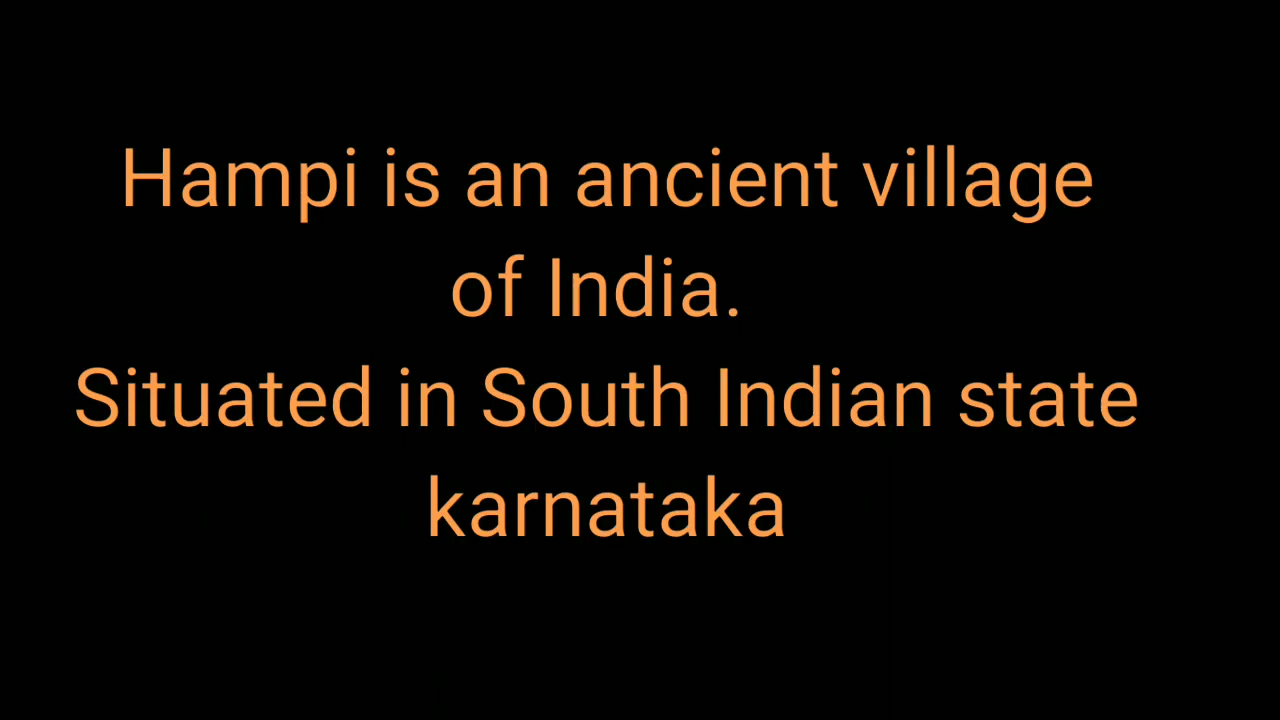 Hampi is an ancient village
of India.
Situated in South Indian state
karnataka